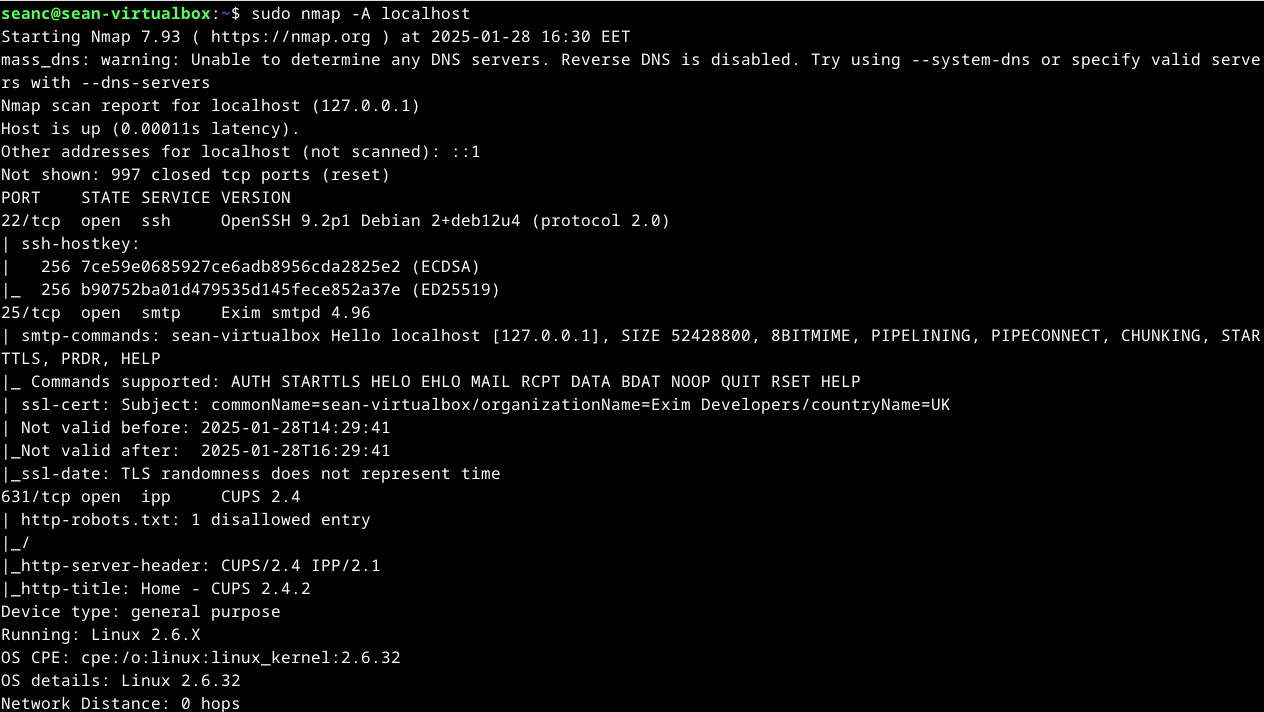 seanc@sean-virtualbox:~$ sudo nmap -A localhost
Starting Nmap 7.93 ( https://nmap.org ) at 2025-01-28 16:30 EET
mass_dns: warning: Unable to determine any DNS servers. Reverse DNS is disabled. Try using --system-dns or specify valid serve
rs with --dns-servers
Nmap scan report for localhost (127.0.0.1)
Host is up (0.00011s latency).
Other addresses for localhost (not scanned): ::1
Not shown: 997 closed tcp ports (reset)
PORT    STATE SERVICE VERSION
22/tcp  open  ssh     OpenSSH 9.2p1 Debian 2+deb12u4 (protocol 2.0)
| ssh-hostkey:
|   256 7ce59e0685927ce6adb8956cda2825e2 (ECDSA)
|_  256 b90752ba01d479535d145fece852a37e (ED25519)
25/tcp  open  smtp    Exim smtpd 4.96
| smtp-commands: sean-virtualbox Hello localhost [127.0.0.1], SIZE 52428800, 8BITMIME, PIPELINING, PIPECONNECT, CHUNKING, STAR
TTLS, PRDR, HELP
|_ Commands supported: AUTH STARTTLS HELO EHLO MAIL RCPT DATA BDAT NOOP QUIT RSET HELP
| ssl-cert: Subject: commonName=sean-virtualbox/organizationName=Exim Developers/countryName=UK
| Not valid before: 2025-01-28T14:29:41
|_Not valid after:  2025-01-28T16:29:41
|_ssl-date: TLS randomness does not represent time
631/tcp open  ipp     CUPS 2.4
| http-robots.txt: 1 disallowed entry
|_/
|_http-server-header: CUPS/2.4 IPP/2.1
|_http-title: Home - CUPS 2.4.2
Device type: general purpose
Running: Linux 2.6.X
OS CPE: cpe:/o:linux:linux_kernel:2.6.32
OS details: Linux 2.6.32
Network Distance: 0 hops